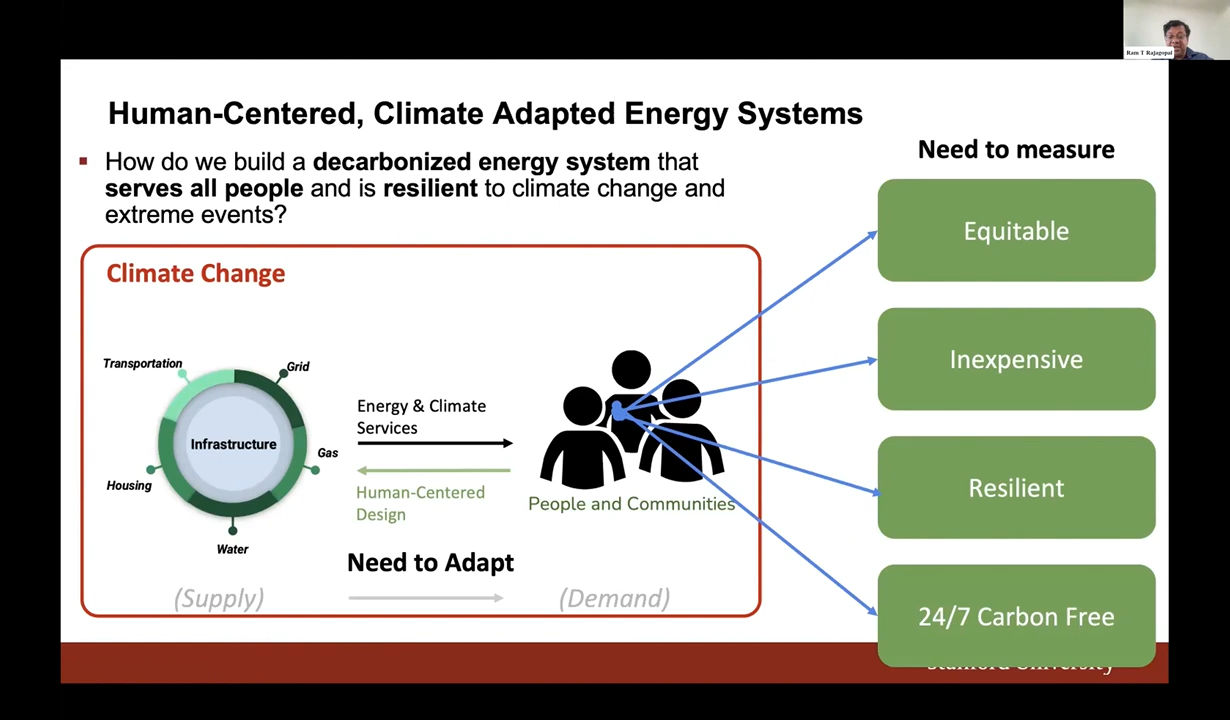 Ram T Rajagopal
Human-Centered, Climate Adapted Energy Systems
How do we build a decarbonized energy system that
serves all people and is resilient to climate change and
extreme events?
Climate Change
Transportation
Grid
Infrastructure
Gas
Housing
Water
Energy & Climate
Services
Human-Centered
Design
People and Communities
Need to Adapt
(Supply)
(Demand)
Need to measure
Equitable
Inexpensive
Resilient
24/7 Carbon Free
Stanford University